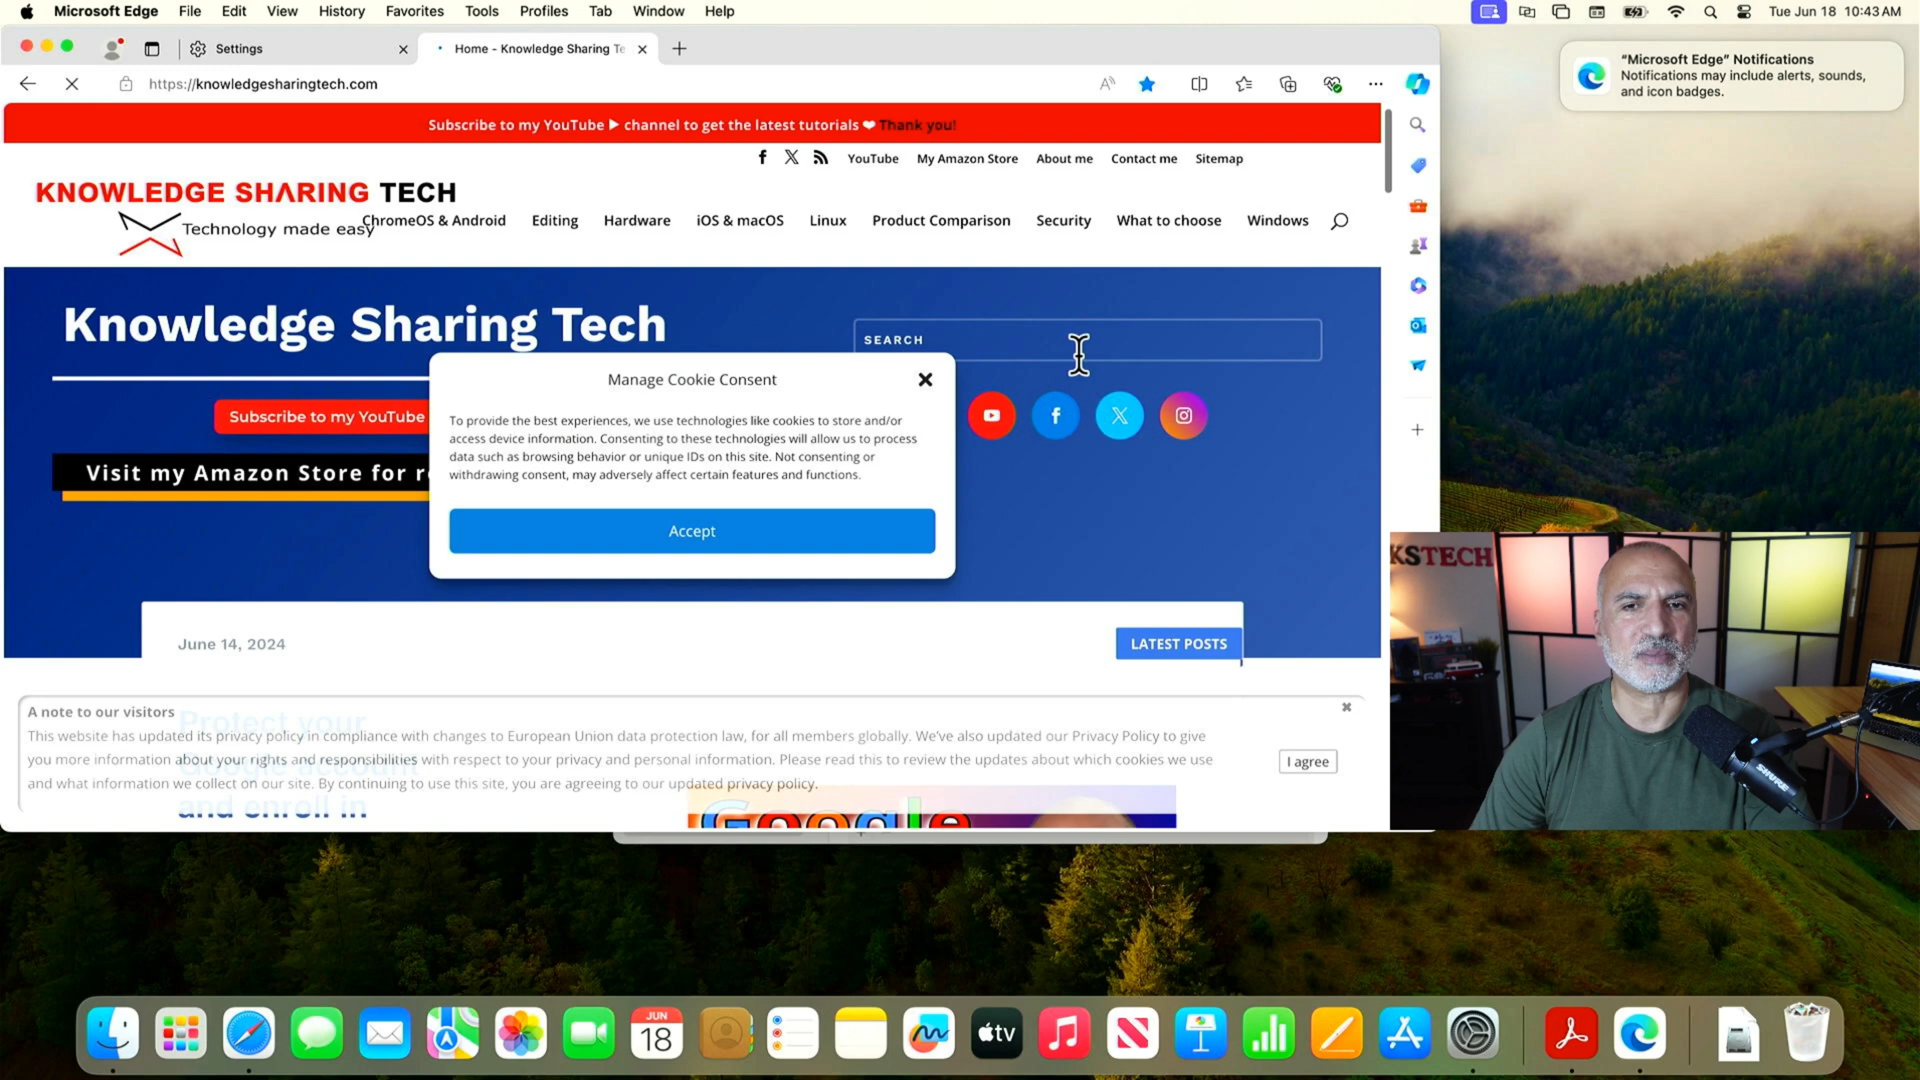 Microsoft Edge File Edit View History Favorites Tools Profiles Tab Window Help
Tue Jun 18 10:43 AM
Settings
Home - Knowledge Sharing Te
"Microsoft Edge" Notifications
Notifications may include alerts, sounds,
and icon badges.
https://knowledgesharingtech.com
Subscribe to my YouTube ▶ channel to get the latest tutorials ❤ Thank you!
YouTube My Amazon Store About me Contact me Sitemap
KNOWLEDGE SHARING TECH
Technology made easy
ChromeOS & Android Editing Hardware iOS & macOS Linux Product Comparison Security What to choose Windows
Knowledge Sharing Tech
SEARCH
Subscribe to my YouTube
Visit my Amazon Store for r
Manage Cookie Consent
To provide the best experiences, we use technologies like cookies to store and/or
access device information. Consenting to these technologies will allow us to process
data such as browsing behavior or unique IDs on this site. Not consenting or
withdrawing consent, may adversely affect certain features and functions.
Accept
June 14, 2024
LATEST POSTS
A note to our visitors
This website has updated its privacy policy in compliance with changes to European Union data protection law, for all members globally. We've also updated our Privacy Policy to give
you more information about your rights and responsibilities with respect to your privacy and personal information. Please read this to review the updates about which cookies we use
and what information we collect on our site. By continuing to use this site, you are agreeing to our updated privacy policy.
I agree
Protect your
Google account
and enroll in
Google
KSTECH
SHURE
JUN
18
tv